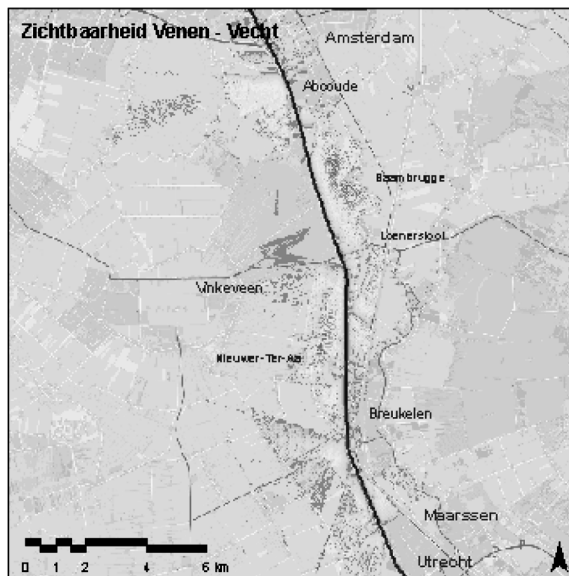 Zichtbaarheid Venen - Vecht
Amsterdam
Abcoude
Baambrugge
Loenersloot
Vinkeveen
Nieuwer-Ter-Aa
Breukelen
Maarssen
Utrecht
0 1 2 4 6 km